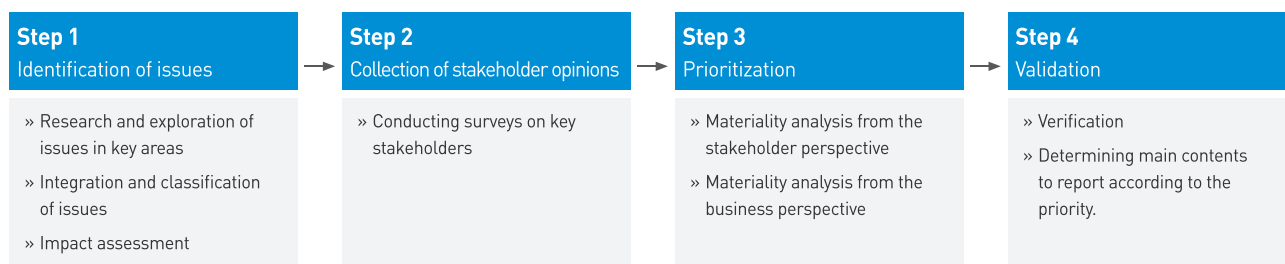 Step 1
Identification of issues
» Research and exploration of
issues in key areas
» Integration and classification
of issues
» Impact assessment
Step 2
Collection of stakeholder opinions
» Conducting surveys on key
stakeholders
Step 3
Prioritization
» Materiality analysis from the
stakeholder perspective
» Materiality analysis from the
business perspective
Step 4
Validation
» Verification
» Determining main contents
to report according to the
priority.